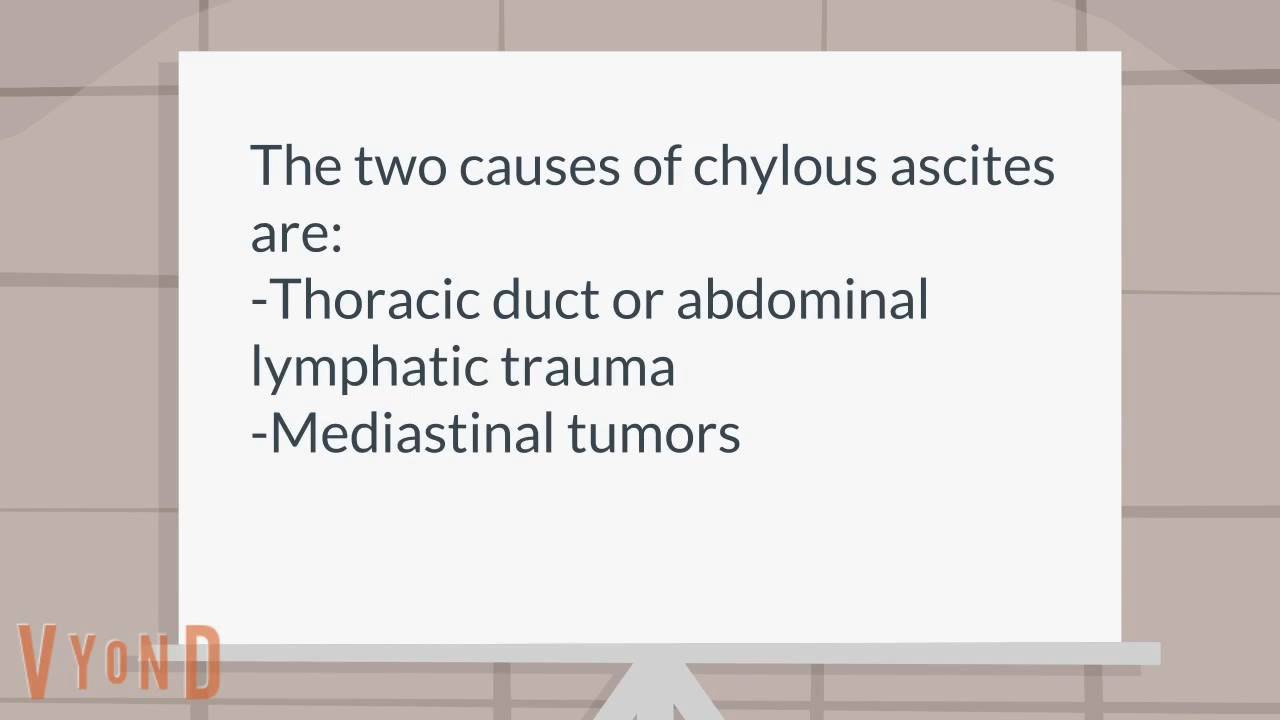 The two causes of chylous ascites
are:
-Thoracic duct or abdominal
lymphatic trauma
-Mediastinal tumors
VYOND